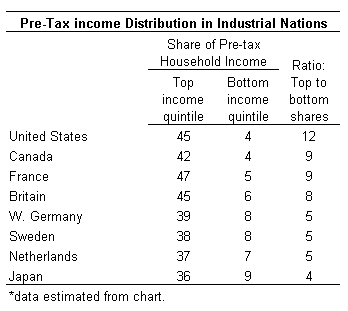 Pre-Tax income Distribution in Industrial Nations
Share of Pre-tax
Household Income Ratio:
Top Bottom Top to
income income bottom
quintile quintile shares
United States 45 4 12
Canada 42 4 9
France 47 5 9
Britain 45 6 8
W. Germany 39 8 5
Sweden 38 8 5
Netherlands 37 7 5
Japan 36 9 4
*data estimated from chart.